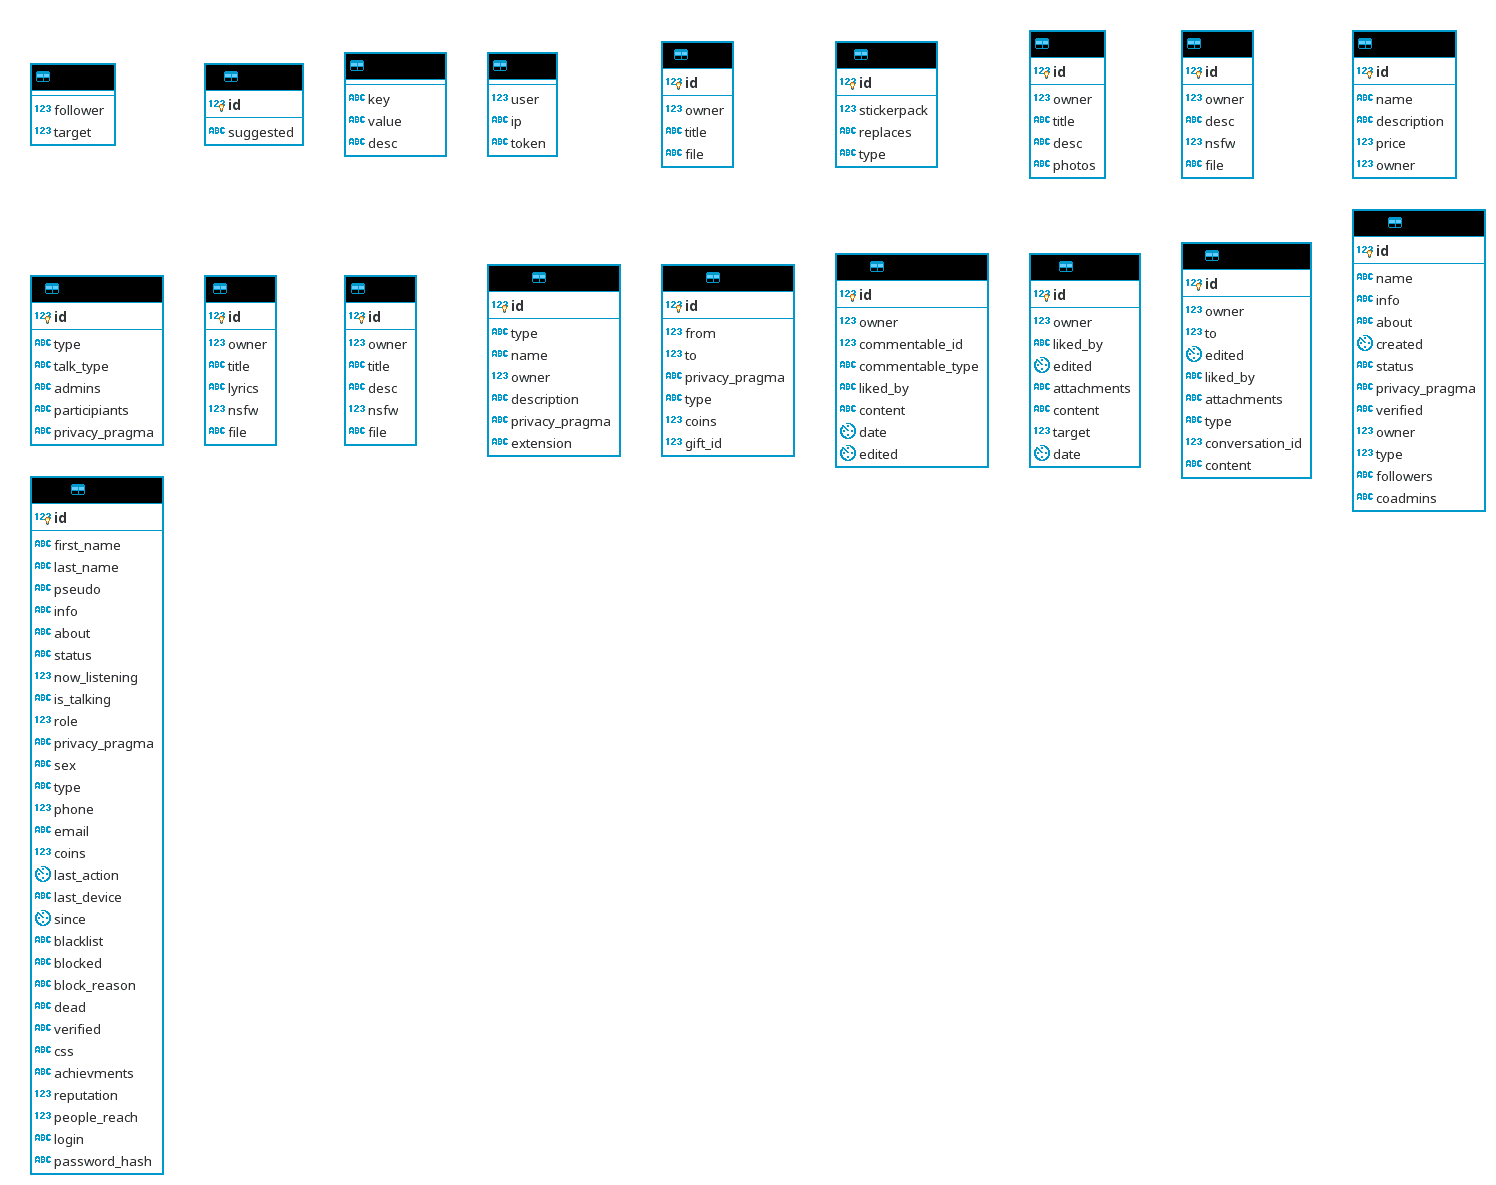 follower
target
id
suggested
key
value
desc
user
ip
token
id
owner
title
file
id
stickerpack
replaces
type
id
owner
title
desc
photos
id
owner
desc
nsfw
file
id
name
description
price
owner
id
type
talk_type
admins
participiants
privacy_pragma
id
owner
title
lyrics
nsfw
file
id
owner
title
desc
nsfw
file
id
type
name
owner
description
privacy_pragma
extension
id
from
to
privacy_pragma
type
coins
gift_id
id
owner
commentable_id
commentable_type
liked_by
content
date
edited
id
owner
liked_by
edited
attachments
content
target
date
id
owner
to
edited
liked_by
attachments
type
conversation_id
content
id
name
info
about
created
status
privacy_pragma
verified
owner
type
followers
coadmins
id
first_name
last_name
pseudo
info
about
status
now_listening
is_talking
role
privacy_pragma
sex
type
phone
email
coins
last_action
last_device
since
blacklist
blocked
block_reason
dead
verified
css
achievments
reputation
people_reach
login
password_hash